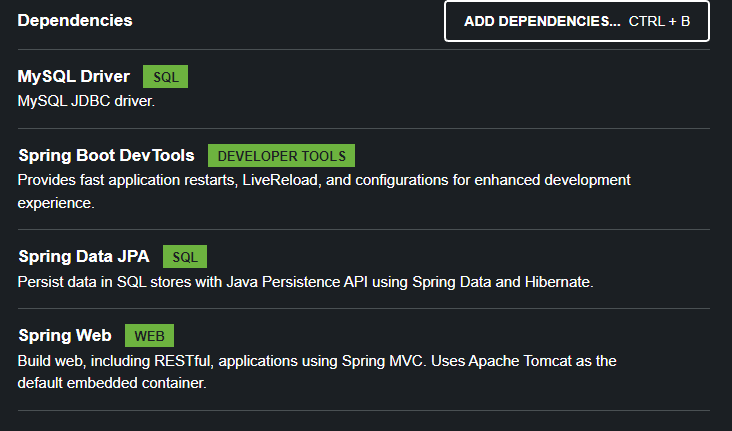 Dependencies
ADD DEPENDENCIES... CTRL + B
MySQL Driver SQL
MySQL JDBC driver.
Spring Boot DevTools DEVELOPER TOOLS
Provides fast application restarts, LiveReload, and configurations for enhanced development
experience.
Spring Data JPA SQL
Persist data in SQL stores with Java Persistence API using Spring Data and Hibernate.
Spring Web WEB
Build web, including RESTful, applications using Spring MVC. Uses Apache Tomcat as the
default embedded container.